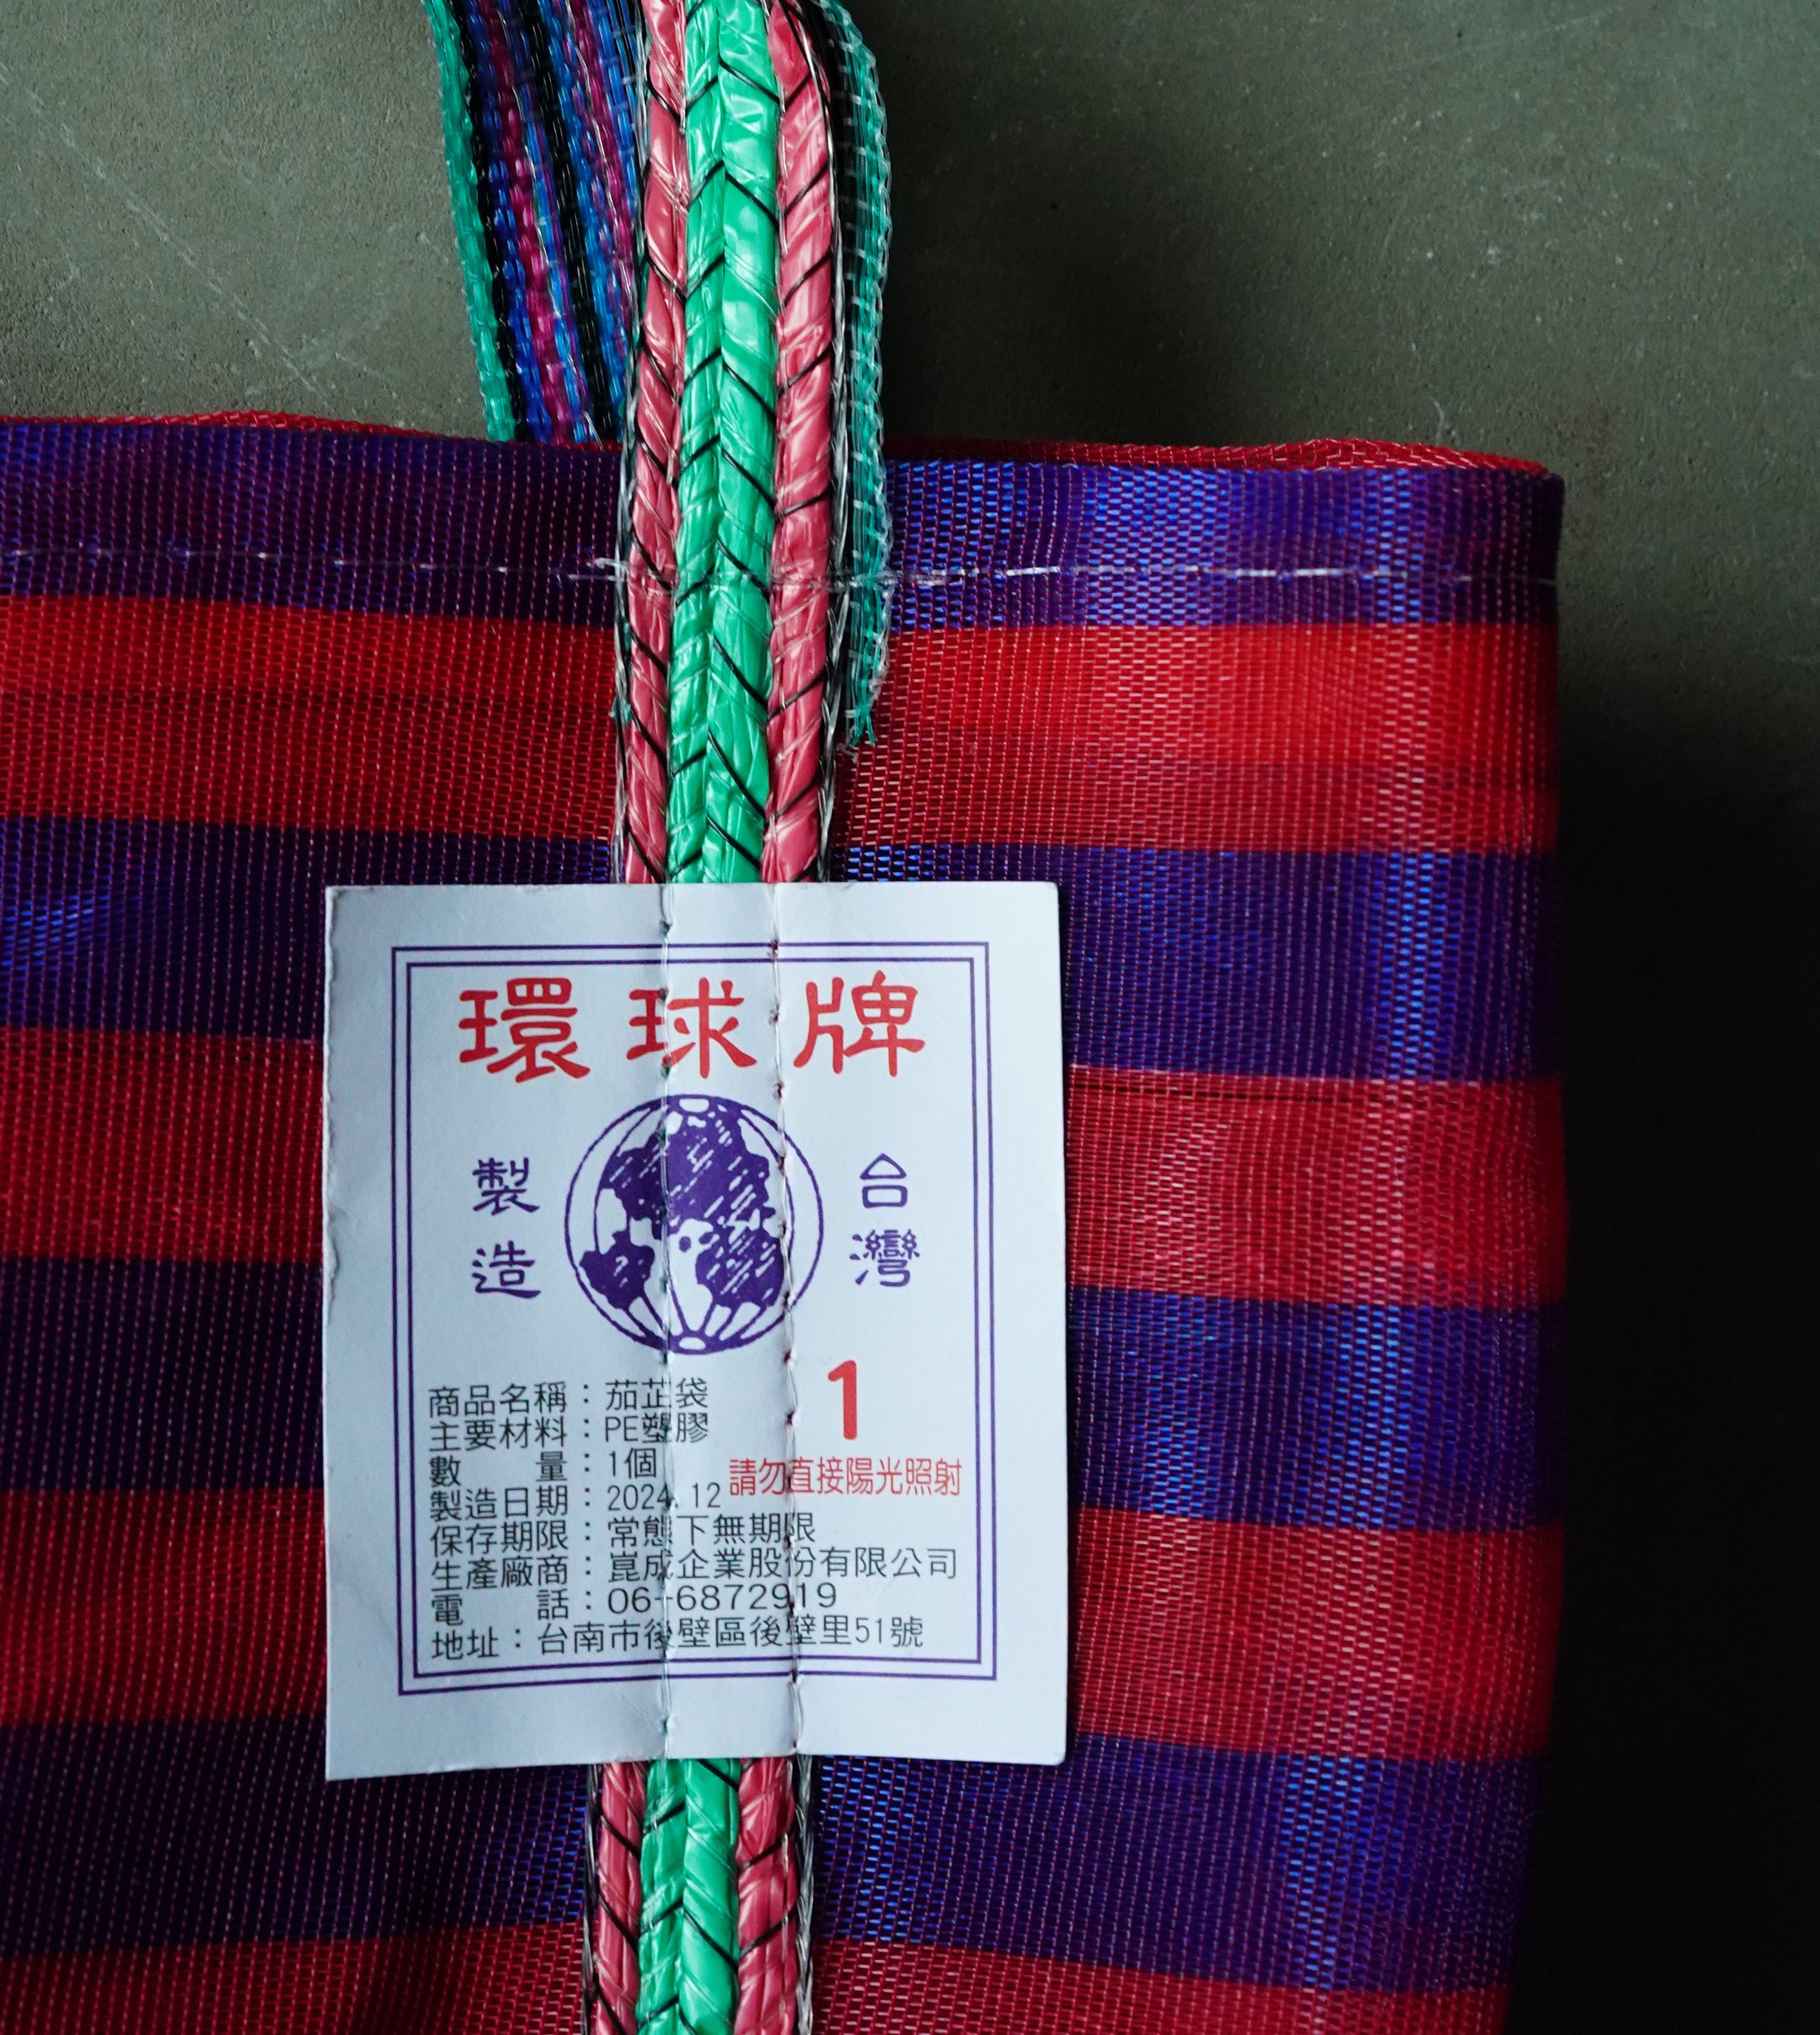 環球牌
台灣
製造
1
商品名稱：茄芷袋
主要材料：PE塑膠
數量：1個
請勿直接陽光照射
製造日期：2024.12
保存期限：常態下無期限
生產廠商：崑成企業股份有限公司
電話：06-6872919
地址：台南市後壁區後壁里51號